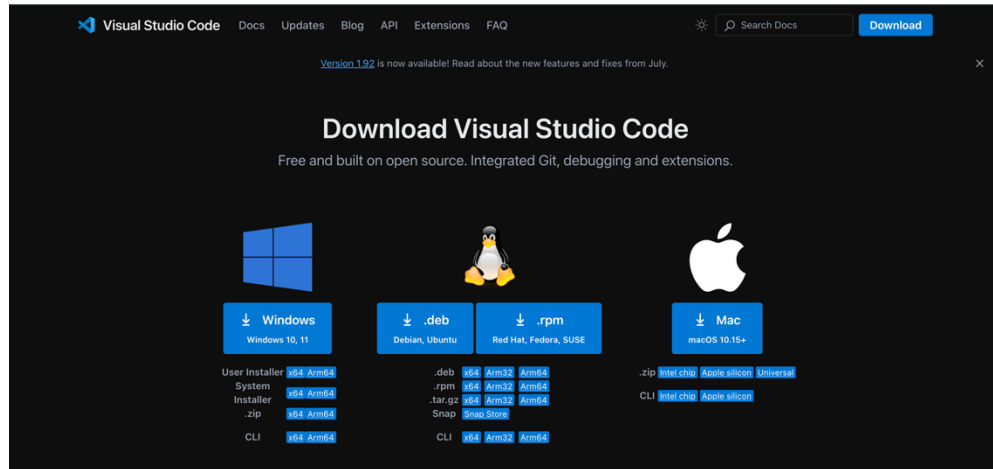 Visual Studio Code Docs Updates Blog API Extensions FAQ Search Docs Download
Version 1.92 is now available! Read about the new features and fixes from July.
Download Visual Studio Code
Free and built on open source. Integrated Git, debugging and extensions.
Windows
Windows 10, 11
User Installer x64 Arm64
System
Installer x64 Arm64
.zip x64 Arm64
CLI x64 Arm64
.deb
Debian, Ubuntu
.rpm
Red Hat, Fedora, SUSE
.deb x64 Arm32 Arm64
.rpm x64 Arm32 Arm64
.tar.gz x64 Arm32 Arm64
Snap Snap Store
CLI x64 Arm32 Arm64
Mac
macOS 10.15+
.zip Intel chip Apple silicon Universal
CLI Intel chip Apple silicon